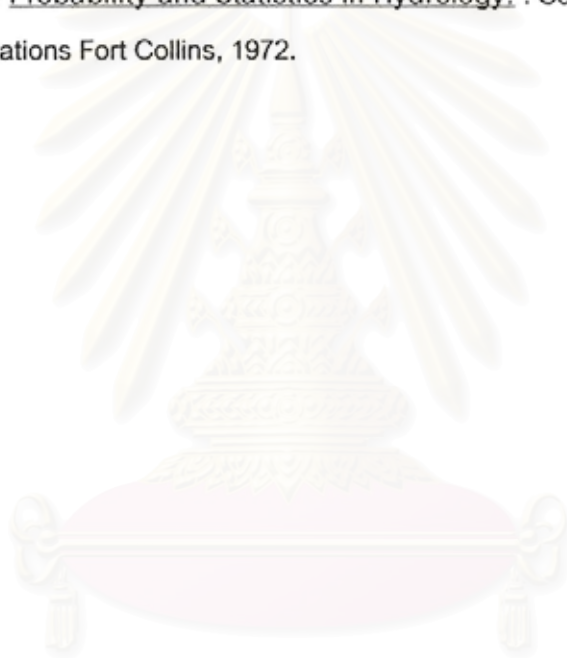 Probability and Statistics in Hydrology. :
ations Fort Collins, 1972.